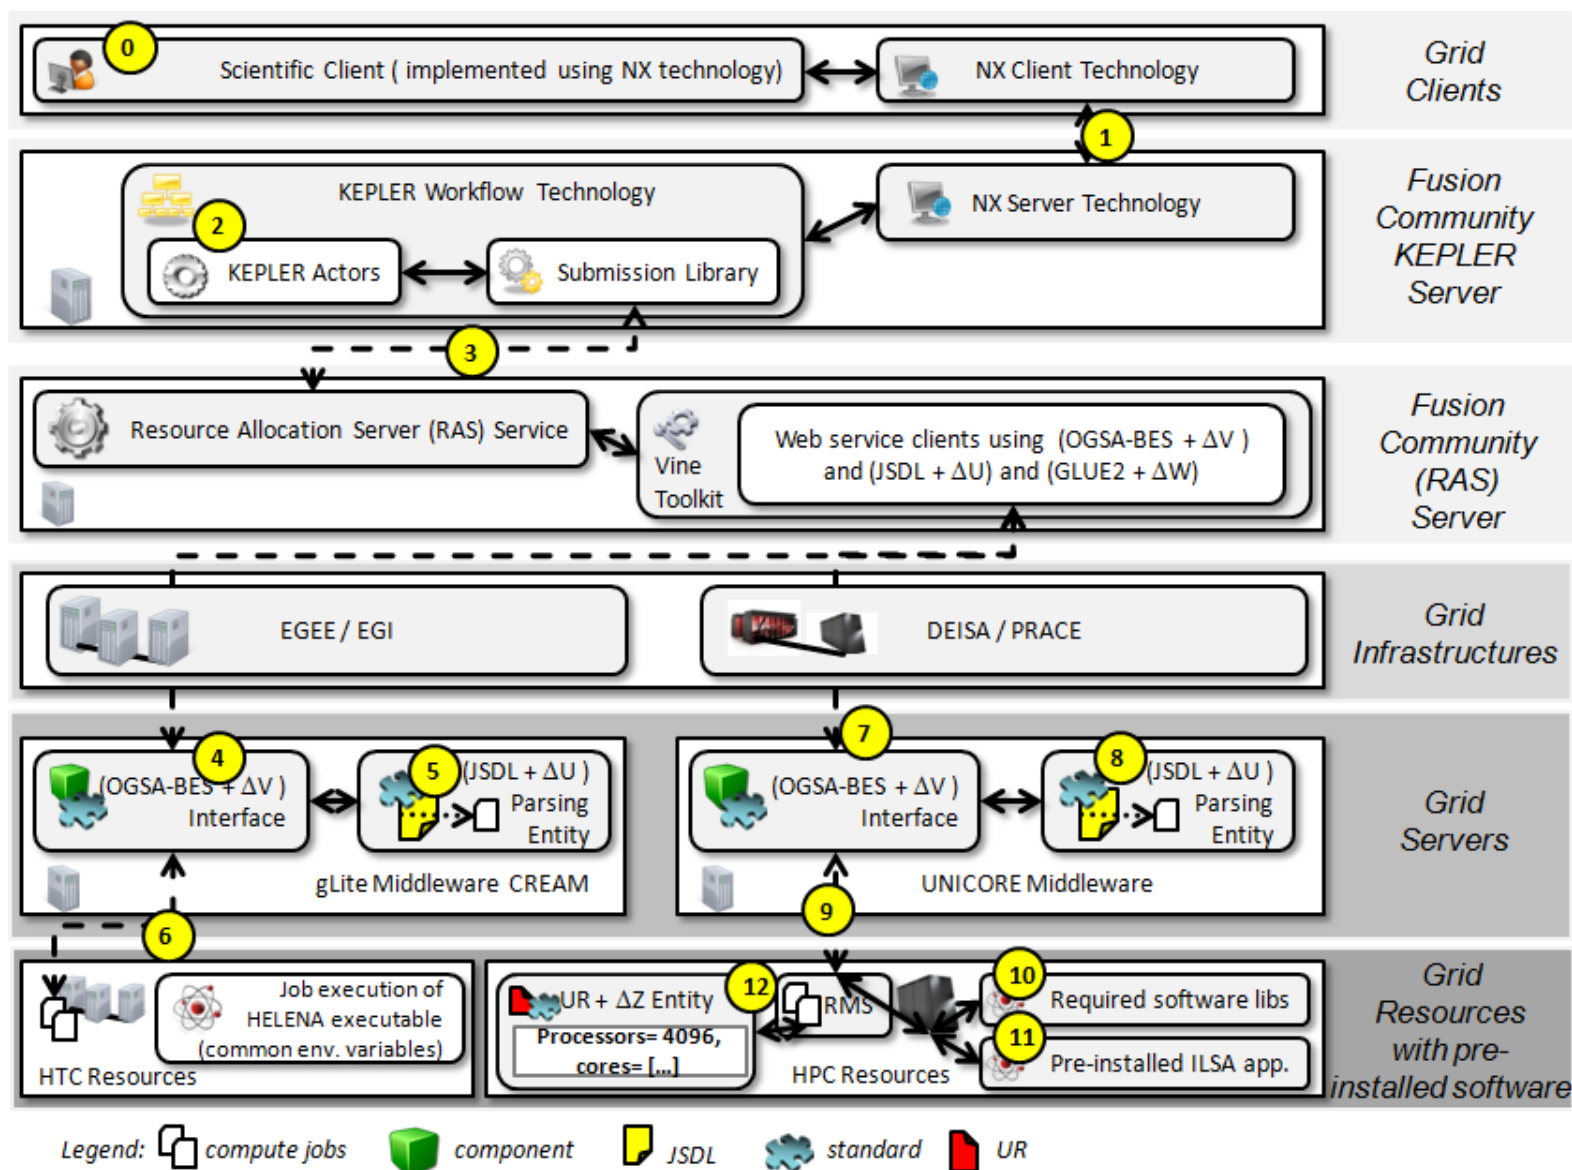 0
Scientific Client ( implemented using NX technology)
NX Client Technology
Grid
Clients
1
KEPLER Workflow Technology
2
KEPLER Actors
Submission Library
NX Server Technology
Fusion
Community
KEPLER
Server
3
Resource Allocation Server (RAS) Service
Vine
Toolkit
Web service clients using (OGSA-BES + ΔV )
and (JSDL + ΔU) and (GLUE2 + ΔW)
Fusion
Community
(RAS)
Server
EGEE / EGI
DEISA / PRACE
Grid
Infrastructures
4
(OGSA-BES + ΔV )
Interface
5
(JSDL + ΔU )
Parsing
Entity
gLite Middleware CREAM
7
(OGSA-BES + ΔV )
Interface
8
(JSDL + ΔU )
Parsing
Entity
UNICORE Middleware
Grid
Servers
6
9
Job execution of
HELENA executable
(common env. variables)
HTC Resources
UR + ΔZ Entity
Processors= 4096,
cores= [...]
12
RMS
HPC Resources
10
Required software libs
11
Pre-installed ILSA app.
Grid
Resources
with pre-
installed software
Legend:
compute jobs
component
JSDL
standard
UR